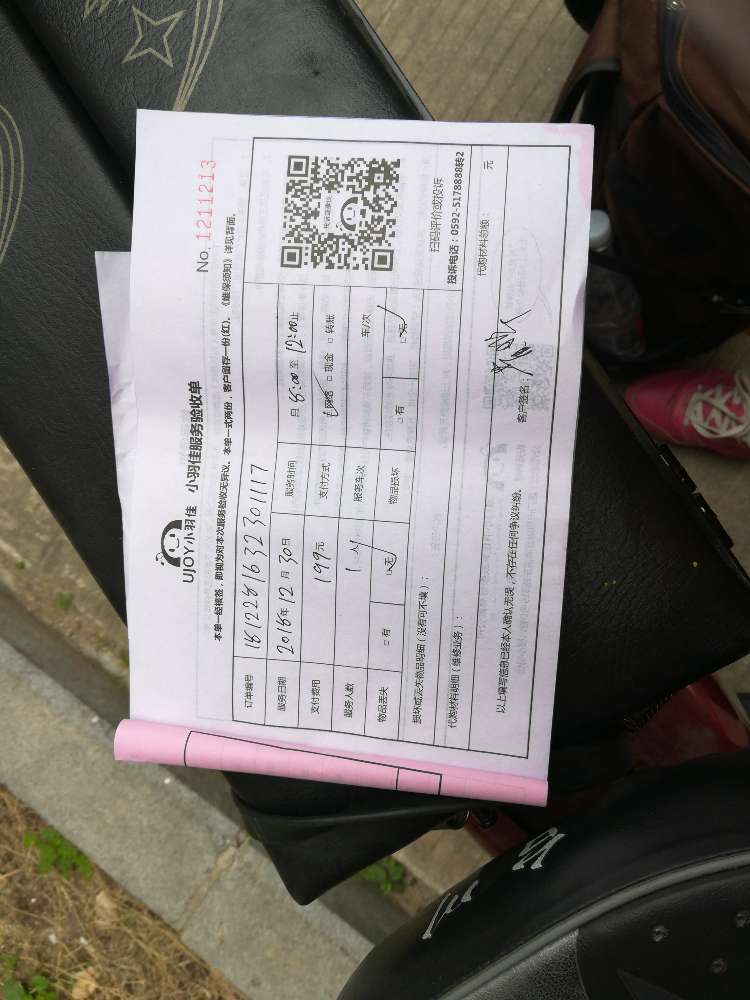 UJOY小羽佳 小羽佳服务验收单
No. 1211213
本单一经核签，即视为对本次服务验收无异议。本单一式两份，客户留存一份(红)。《维保须知》详见背面。
订单编号 181228163230 1117
服务日期 2018年12月30日 服务时间 自 8:00 至 12:00止
支付费用 199元 支付方式 □网络 □现金 □转账
服务人数 1人 服务车次 车/次
物品丢失 □有 □无 物品损坏 □有 □无
扫码评价或投诉
投诉电话：0592-5178888转2
损坏或丢失物品明细（没有可不填）：
代购材料明细（维修业务）： 代购材料总额： 元
以上填写信息已经本人确认无误，不存在任何争议纠纷。 客户签名：